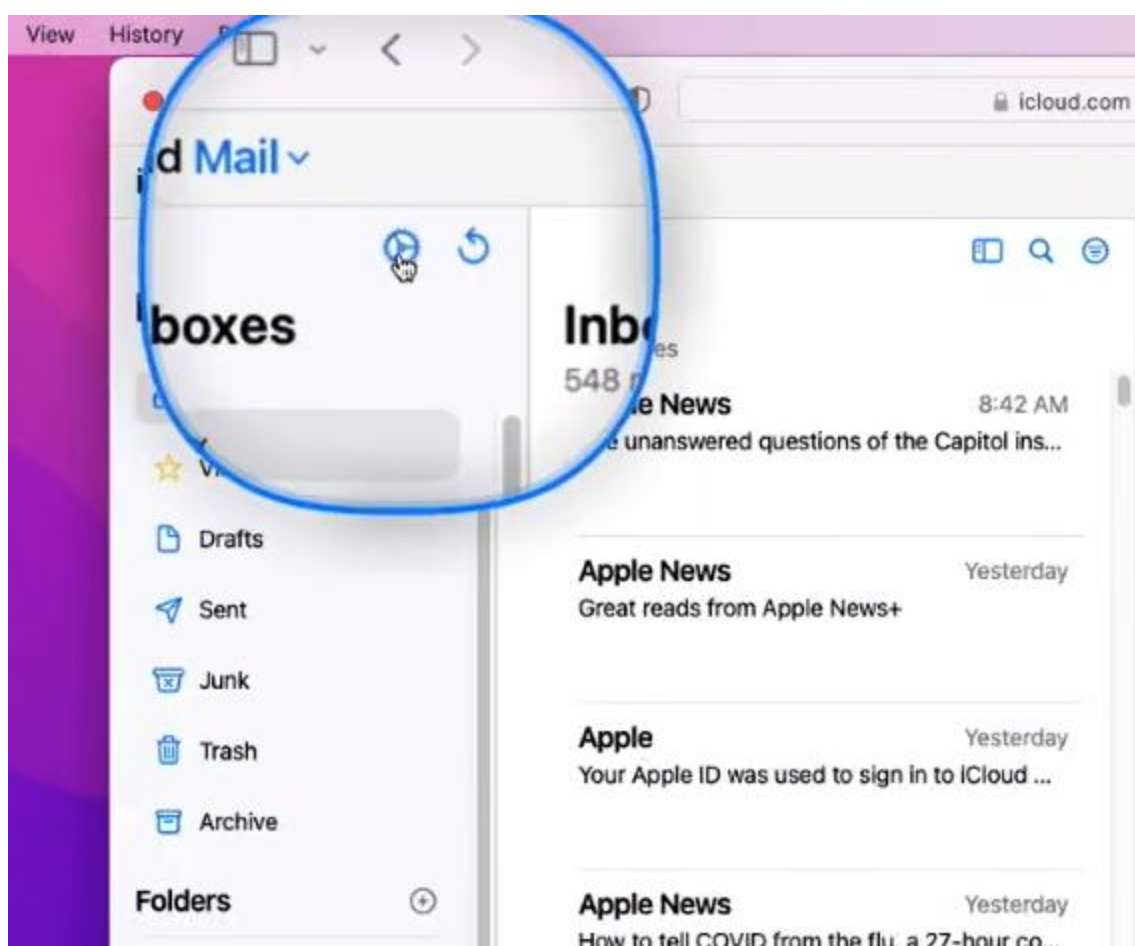 View History
icloud.com
Mail
boxes
548
8:42 AM
e News
unanswered questions of the Capitol ins...
Drafts
Apple News Yesterday
Great reads from Apple News+
Sent
Junk
Apple Yesterday
Your Apple ID was used to sign in to iCloud ...
Trash
Archive
Folders
Apple News Yesterday
How to tell COVID from the flu, a 27-hour co...